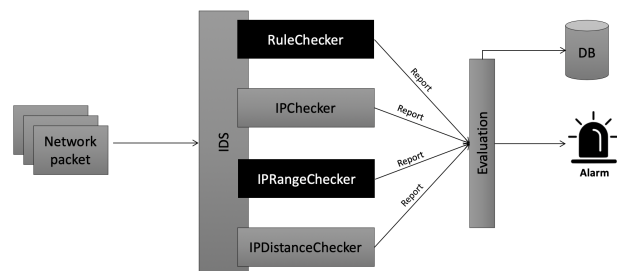 Network
packet
IDS
RuleChecker
IPChecker
IPRangeChecker
IPDistanceChecker
Report
Report
Report
Report
Evaluation
DB
Alarm